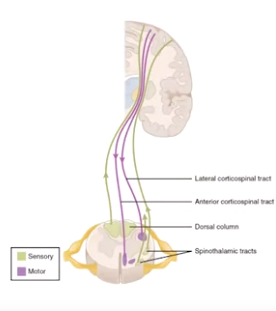 Lateral corticospinal tract
Anterior corticospinal tract
Dorsal column
Spinothalamic tracts
Sensory
Motor